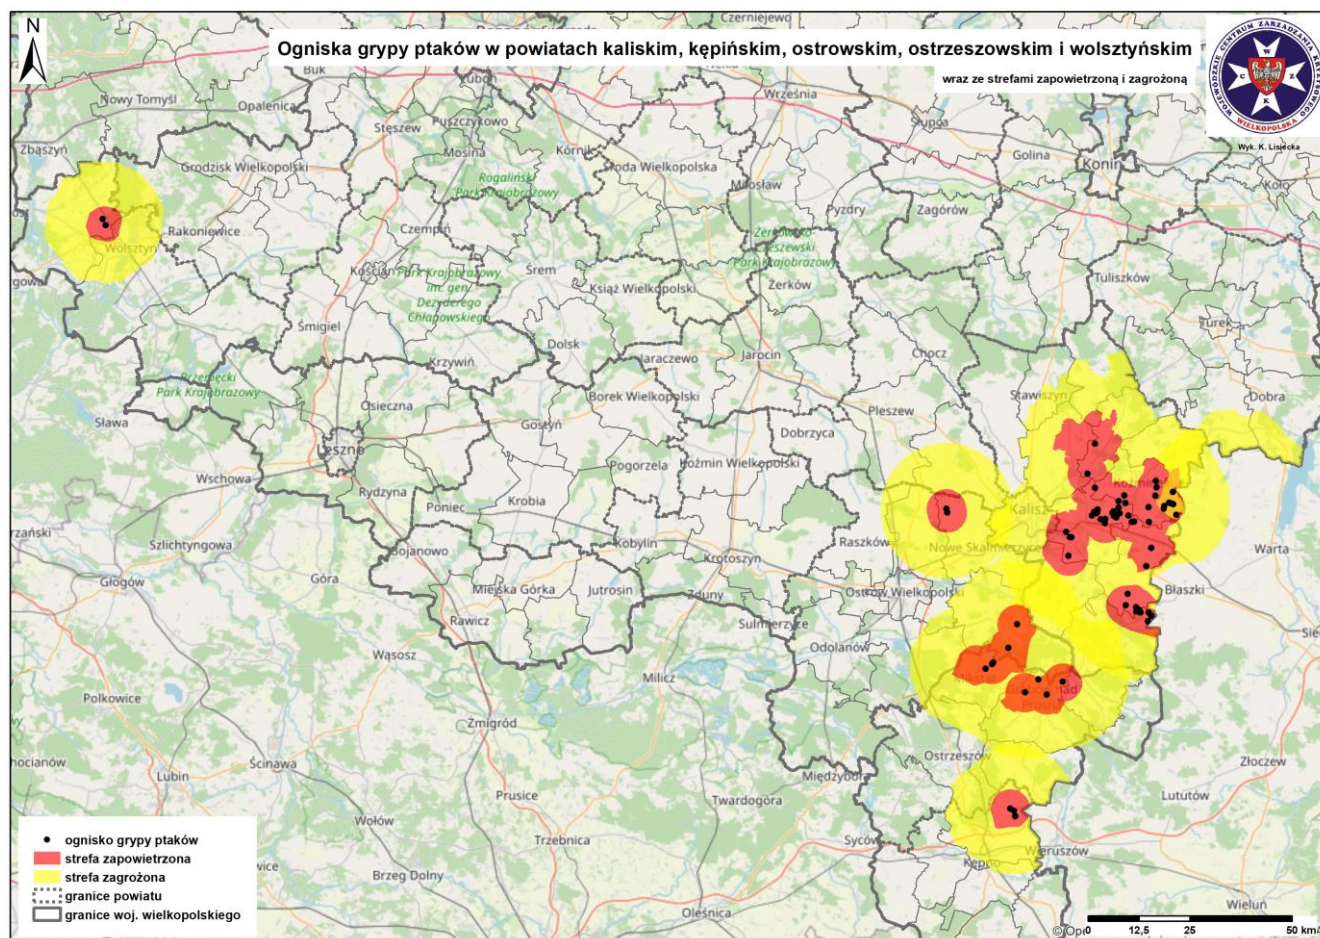 N
Ogniska grypy ptaków w powiatach kaliskim, kępińskim, ostrowskim, ostrzeszowskim i wolsztyńskim
wraz ze strefami zapowietrzoną i zagrożoną
WOJEWÓDZKIE CENTRUM ZARZĄDZANIA KRYZYSOWEGO
W
C Z
K
WIELKOPOLSKA
Wyk. K. Lisiecka
Czerniejewo
Buk
Luboń
Września
Nowy Tomyśl
Opalenica
Stęszew
Puszczykowo
Słupca
Zbąszyń
Mosina
Kórnik
Golina
Konin
Grodzisk Wielkopolski
Środa Wielkopolska
Koło
Rogaliński
Park Krajobrazowy
Miłosław
Pyzdry
Zagórów
Rakoniewice
Czempiń
Żerkowsko-
Czeszewski
Park Krajobrazowy
Wolsztyn
Kościan
Park Krajobrazowy
im. gen.
Dezyderego
Chłapowskiego
Śrem
Książ Wielkopolski
Żerków
Tuliszków
Śmigiel
Turek
Dolsk
Jaraczewo
Jarocin
Chocz
Krzywiń
Przemęcki
Park Krajobrazowy
Borek Wielkopolski
Stawiszyn
Dobra
Osieczna
Pleszew
Sława
Gostyń
Dobrzyca
Leszno
Pogorzela
Koźmin Wielkopolski
Wschowa
Rydzyna
Krobia
Poniec
Kalisz
Szlichtyngowa
Bojanowo
Kobylin
Krotoszyn
Raszków
Nowe Skalmierzyce
Warta
Głogów
Góra
Miejska Górka
Jutrosin
Zduny
Ostrów Wielkopolski
Błaszki
Rawicz
Sulmierzyce
Odolanów
Wąsosz
Milicz
Mikstat
Polkowice
Żmigród
Ostrzeszów
Złoczew
Lubin
Ścinawa
Międzybórz
Prusice
Twardogóra
Lututów
Wołów
Trzebnica
Syców
Wieruszów
Kępno
Brzeg Dolny
Oleśnica
Wieluń
ognisko grypy ptaków
strefa zapowietrzona
strefa zagrożona
granice powiatu
granice woj. wielkopolskiego
0 12,5 25 50 km